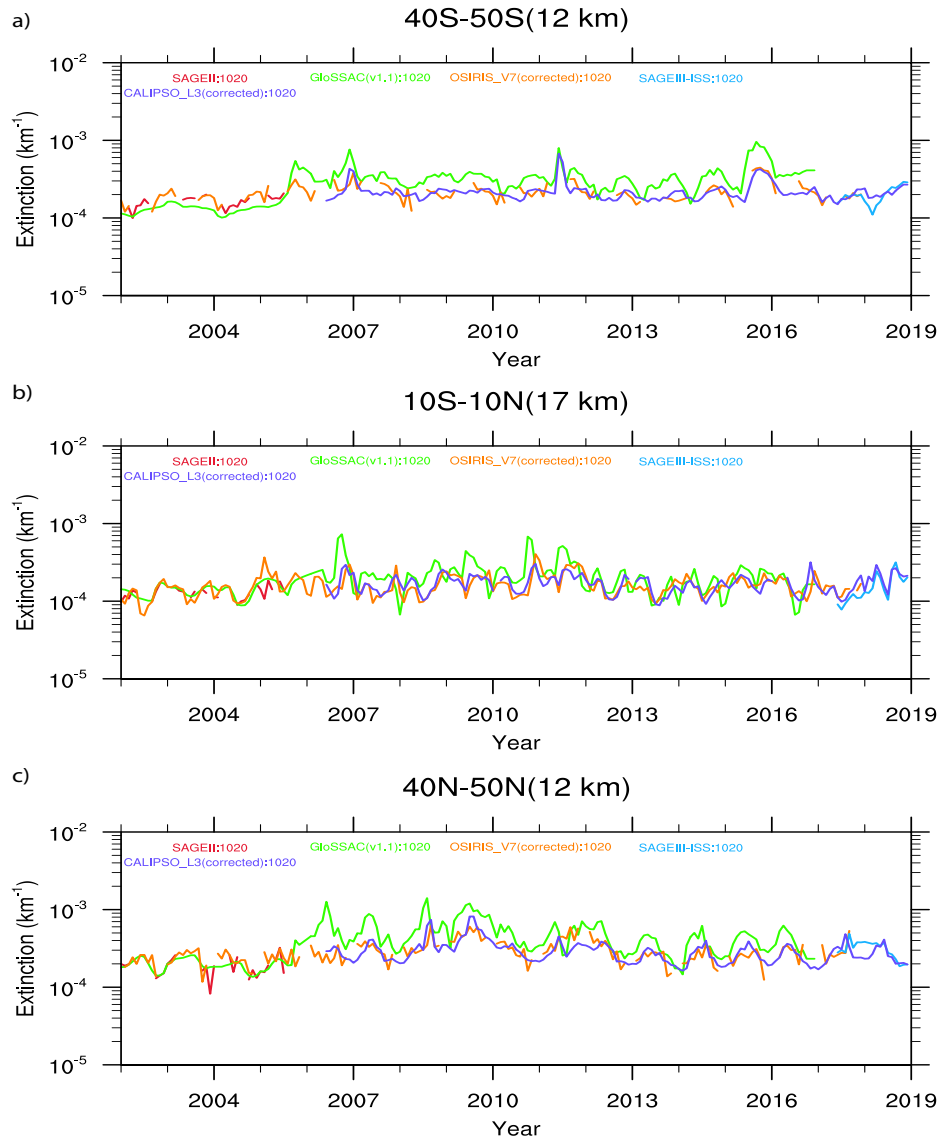 a)
40S-50S(12 km)
10⁻²
SAGEII:1020 GloSSAC(v1.1):1020 OSIRIS_V7(corrected):1020 SAGEIII-ISS:1020
CALIPSO_L3(corrected):1020
10⁻³
10⁻⁴
10⁻⁵
Extinction (km⁻¹)
2004 2007 2010 2013 2016 2019
Year
b)
10S-10N(17 km)
10⁻²
SAGEII:1020 GloSSAC(v1.1):1020 OSIRIS_V7(corrected):1020 SAGEIII-ISS:1020
CALIPSO_L3(corrected):1020
10⁻³
10⁻⁴
10⁻⁵
Extinction (km⁻¹)
2004 2007 2010 2013 2016 2019
Year
c)
40N-50N(12 km)
10⁻²
SAGEII:1020 GloSSAC(v1.1):1020 OSIRIS_V7(corrected):1020 SAGEIII-ISS:1020
CALIPSO_L3(corrected):1020
10⁻³
10⁻⁴
10⁻⁵
Extinction (km⁻¹)
2004 2007 2010 2013 2016 2019
Year